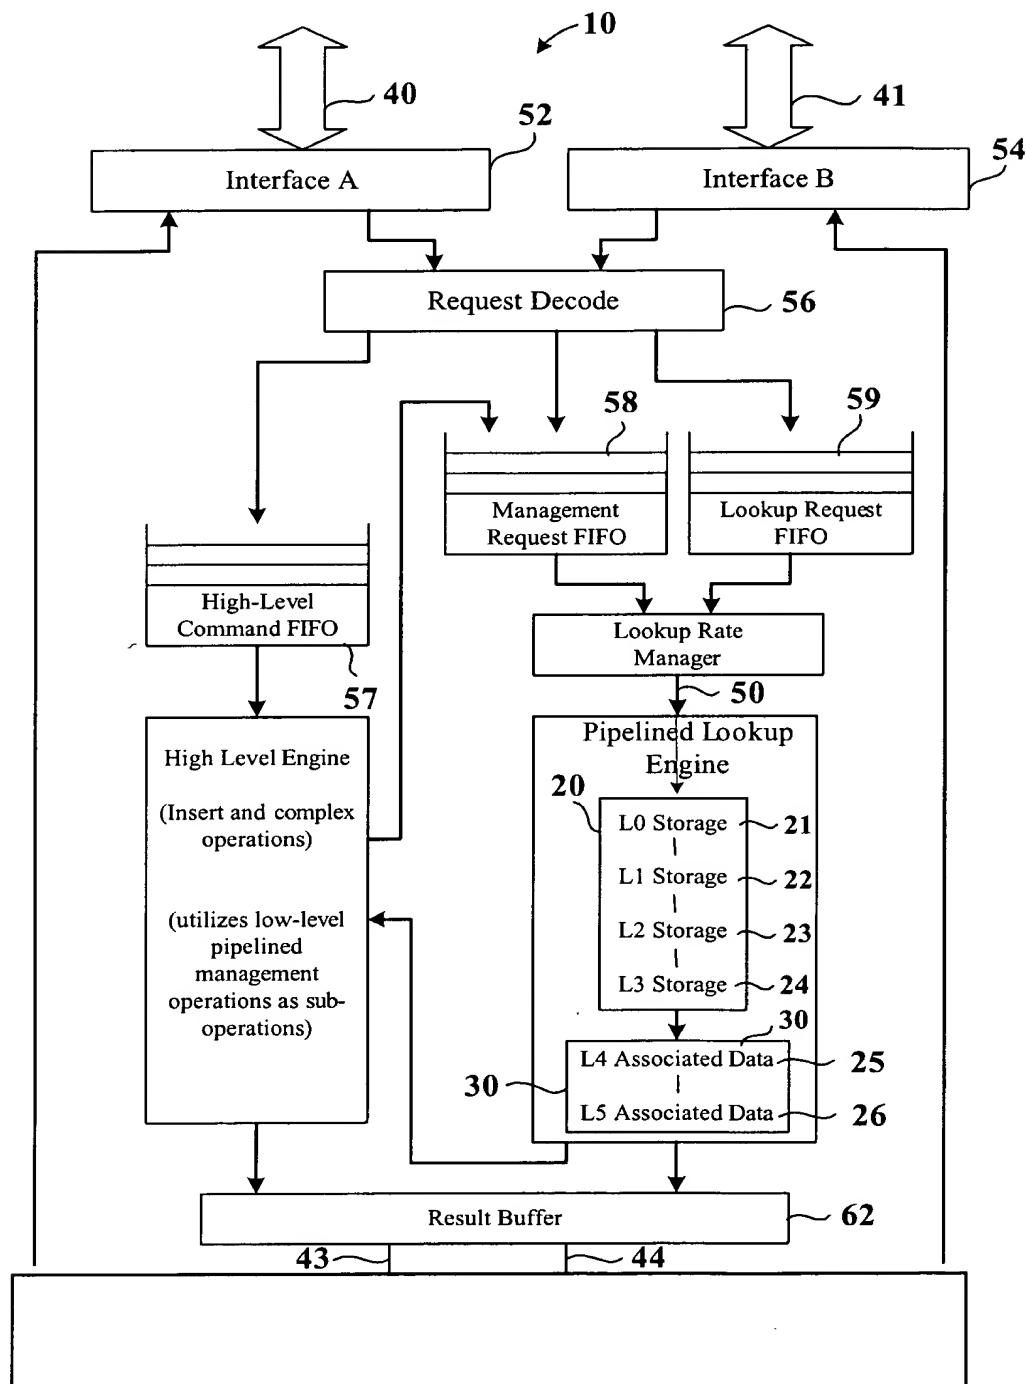 10
40
41
52
54
Interface A
Interface B
Request Decode
56
58
59
Management
Request FIFO
Lookup Request
FIFO
High-Level
Command FIFO
57
Lookup Rate
Manager
50
High Level Engine
(Insert and complex
operations)
(utilizes low-level
pipelined
management
operations as sub-
operations)
Pipelined Lookup
Engine
20
L0 Storage
21
L1 Storage
22
L2 Storage
23
L3 Storage
24
30
30
L4 Associated Data
25
L5 Associated Data
26
Result Buffer
62
43
44